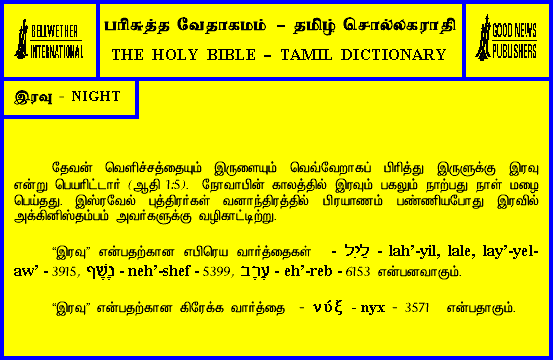 BELLWETHER
INTERNATIONAL
பரிசுத்த வேதாகமம் – தமிழ் சொல்லகராதி
THE HOLY BIBLE – TAMIL DICTIONARY
GOOD NEWS
PUBLISHERS
இரவு - NIGHT
தேவன் வெளிச்சத்தையும் இருளையும் வெவ்வேறாகப் பிரித்து இருளுக்கு இரவு
என்று பெயரிட்டார் (ஆதி 1:5). நோவாபின் காலத்தில் இரவும் பகலும் நாற்பது நாள் மழை
பெய்தது. இஸ்ரவேல் புத்திரர்கள் வனாந்திரத்தில் பிரயாணம் பண்ணியபோது இரவில்
அக்கினிஸ்தம்பம் அவர்களுக்கு வழிகாட்டிற்று.
“இரவு” என்பதற்கான எபிரெய வார்த்தைகள் - לַיִל - lah’-yil, lale, lay’-yel-
aw’ - 3915, נֶשֶׁף - neh’-shef - 5399, עֶרֶב - eh’-reb - 6153 என்பனவாகும்.
“இரவு” என்பதற்கான கிரேக்க வார்த்தை - νύξ - nyx - 3571 என்பதாகும்.